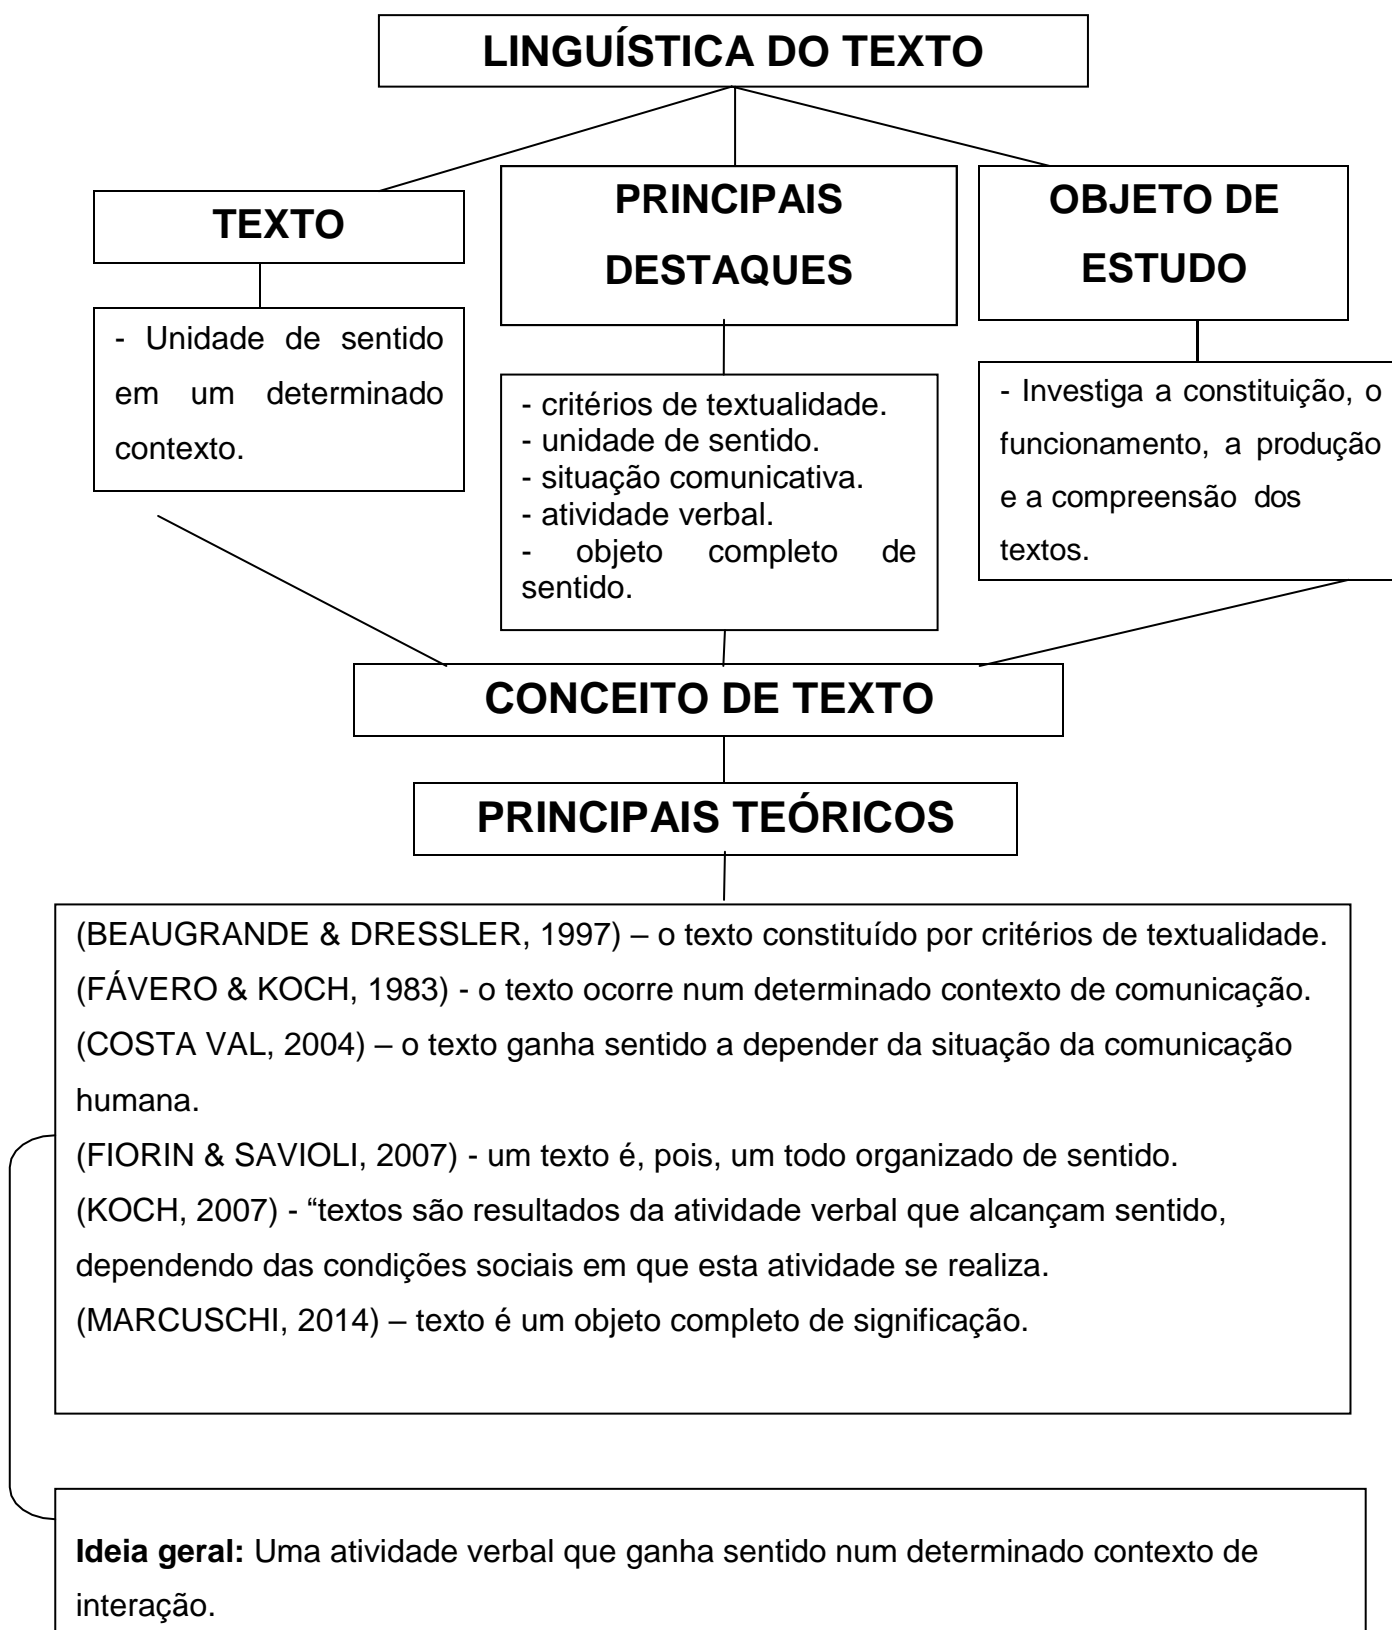 LINGUÍSTICA DO TEXTO
TEXTO
- Unidade de sentido
em um determinado
contexto.
PRINCIPAIS
DESTAQUES
- critérios de textualidade.
- unidade de sentido.
- situação comunicativa.
- atividade verbal.
- objeto completo de
sentido.
OBJETO DE
ESTUDO
- Investiga a constituição, o
funcionamento, a produção
e a compreensão dos
textos.
CONCEITO DE TEXTO
PRINCIPAIS TEÓRICOS
(BEAUGRANDE & DRESSLER, 1997) – o texto constituído por critérios de textualidade.
(FÁVERO & KOCH, 1983) - o texto ocorre num determinado contexto de comunicação.
(COSTA VAL, 2004) – o texto ganha sentido a depender da situação da comunicação
humana.
(FIORIN & SAVIOLI, 2007) - um texto é, pois, um todo organizado de sentido.
(KOCH, 2007) - “textos são resultados da atividade verbal que alcançam sentido,
dependendo das condições sociais em que esta atividade se realiza.
(MARCUSCHI, 2014) – texto é um objeto completo de significação.
Ideia geral: Uma atividade verbal que ganha sentido num determinado contexto de
interação.